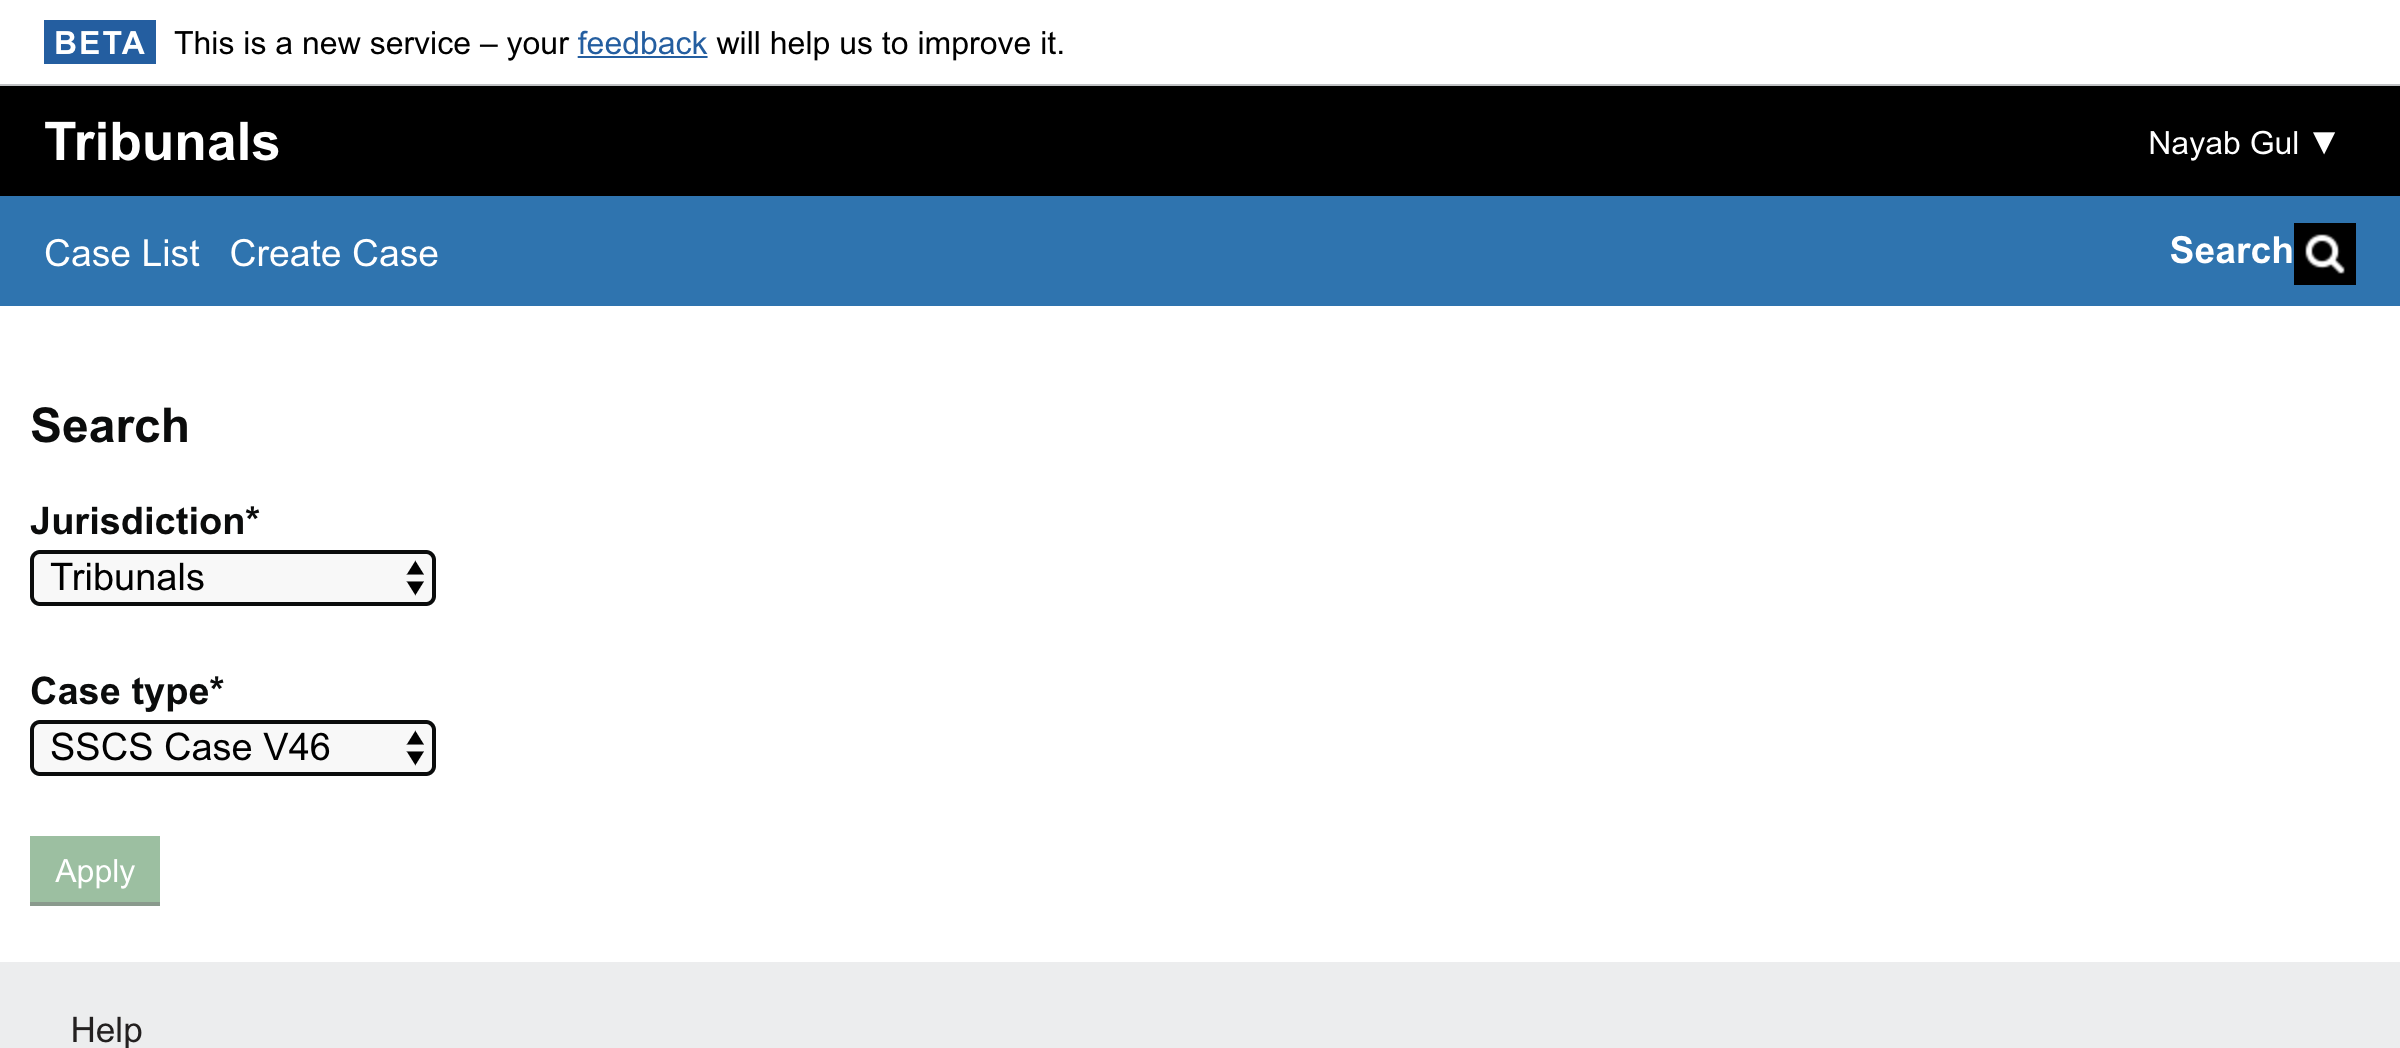 BETA This is a new service – your feedback will help us to improve it.
Tribunals Nayab Gul ▼
Case List Create Case Search
Search
Jurisdiction*
Tribunals
Case type*
SSCS Case V46
Apply
Help